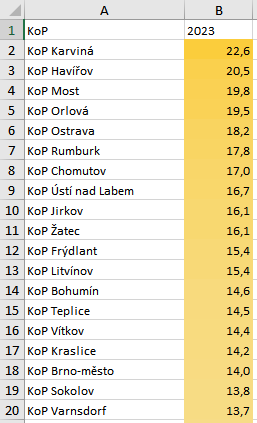 A B
1 KoP 2023
2 KoP Karviná 22,6
3 KoP Havířov 20,5
4 KoP Most 19,8
5 KoP Orlová 19,5
6 KoP Ostrava 18,2
7 KoP Rumburk 17,8
8 KoP Chomutov 17,0
9 KoP Ústí nad Labem 16,7
10 KoP Jirkov 16,1
11 KoP Žatec 16,1
12 KoP Frýdlant 15,4
13 KoP Litvínov 15,4
14 KoP Bohumín 14,6
15 KoP Teplice 14,5
16 KoP Vítkov 14,4
17 KoP Kraslice 14,2
18 KoP Brno-město 14,0
19 KoP Sokolov 13,8
20 KoP Varnsdorf 13,7